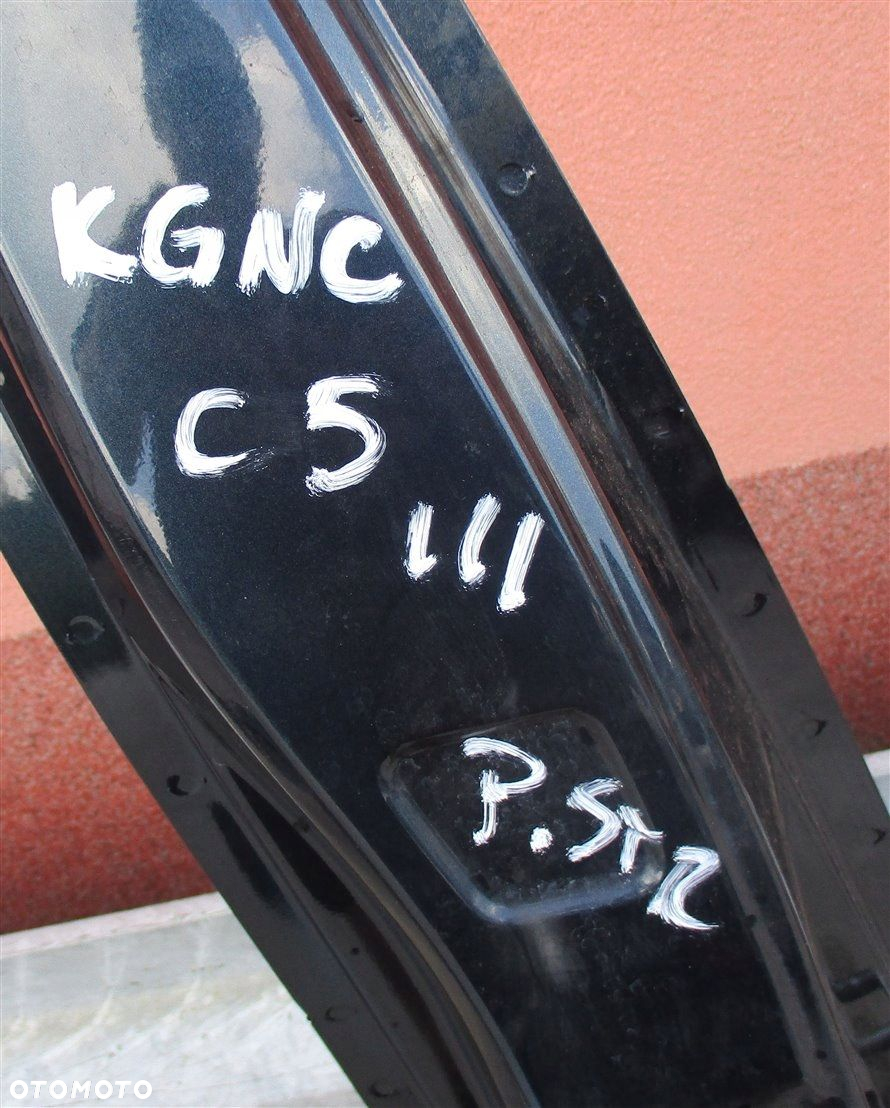 KGNC
C5
III
P. Str
OTOMOTO